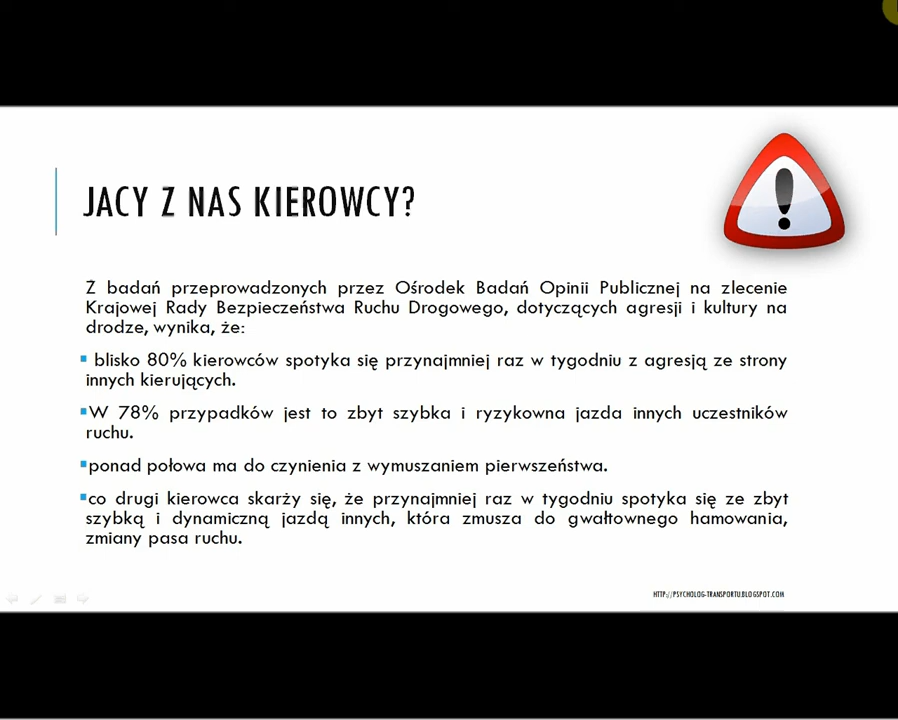 JACY Z NAS KIEROWCY?
Z badań przeprowadzonych przez Ośrodek Badań Opinii Publicznej na zlecenie
Krajowej Rady Bezpieczeństwa Ruchu Drogowego, dotyczących agresji i kultury na
drodze, wynika, że:
▪ blisko 80% kierowców spotyka się przynajmniej raz w tygodniu z agresją ze strony
innych kierujących.
▪W 78% przypadków jest to zbyt szybka i ryzykowna jazda innych uczestników
ruchu.
▪ponad połowa ma do czynienia z wymuszaniem pierwszeństwa.
▪co drugi kierowca skarży się, że przynajmniej raz w tygodniu spotyka się ze zbyt
szybką i dynamiczną jazdą innych, która zmusza do gwałtownego hamowania,
zmiany pasa ruchu.
HTTP://PSYCHOLOG-TRANSPORTU.BLOGSPOT.COM